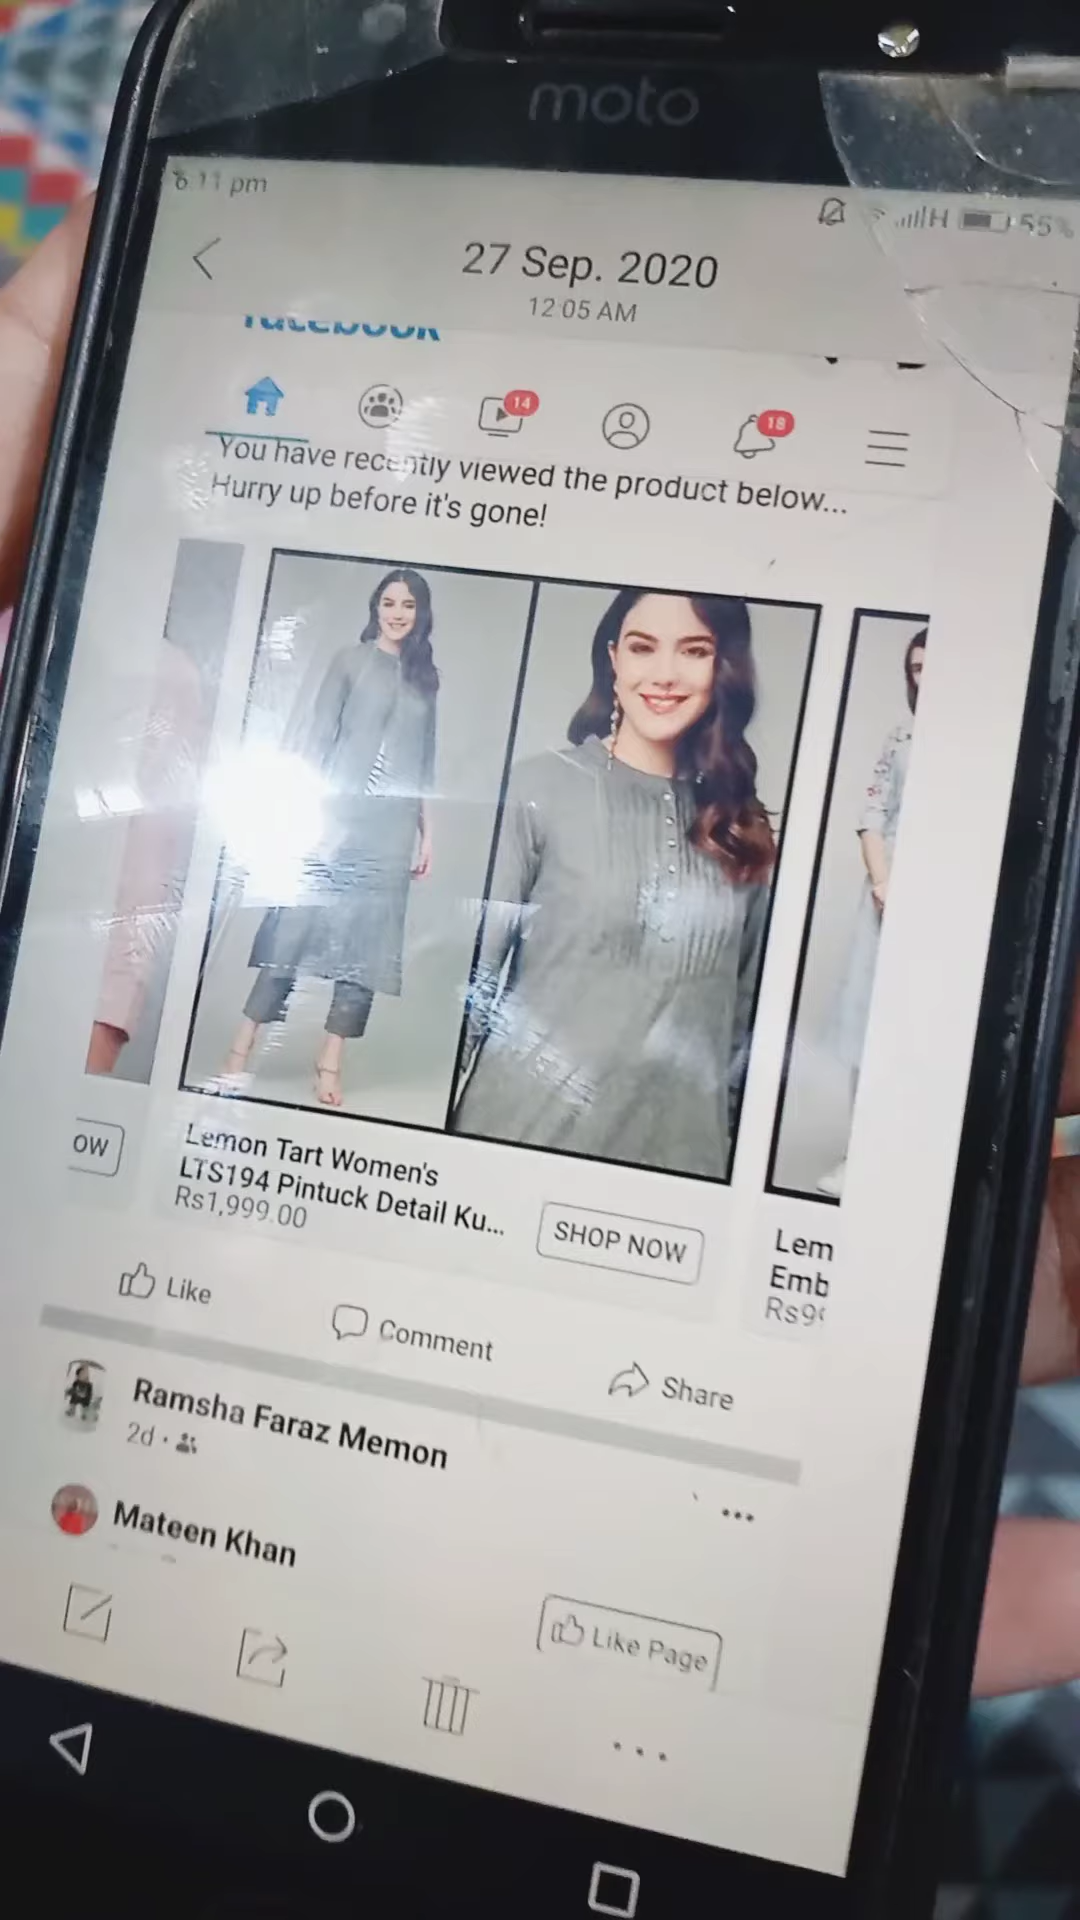 moto
6:11 pm
H
55%
27 Sep. 2020
12:05 AM
facebook
14
18
You have recently viewed the product below...
Hurry up before it's gone!
OW
Lemon Tart Women's
LTS194 Pintuck Detail Ku...
Rs1,999.00
SHOP NOW
Lem
Emb
Like
Comment
Share
Ramsha Faraz Memon
2d
Mateen Khan
Like Page